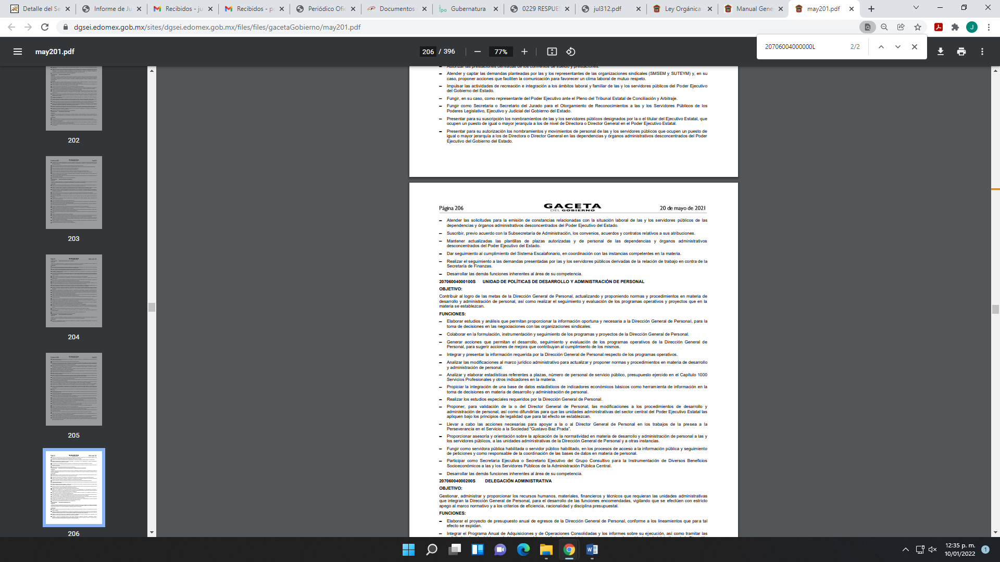 Detalle del Se
Informe de Ju
Recibidos - ju
Recibidos - po
Periódico Ofic
Documentos
Gubernatura
0229 RESPUE
jul312.pdf
Ley Orgánica
Manual Gene
may201.pdf
dgsei.edomex.gob.mx/sites/dgsei.edomex.gob.mx/files/files/gacetaGobierno/may201.pdf
J
may201.pdf
206 / 396
77%
20706004000000L 2/2
202
203
204
205
206
Autorizar las prestaciones derivadas de los convenios de sueldo y prestaciones.
– Atender y captar las demandas planteadas por las y los representantes de las organizaciones sindicales (SMSEM y SUTEYM) y, en su
caso, proponer acciones que faciliten la comunicación para favorecer un clima laboral de mutuo respeto.
– Impulsar las actividades de recreación e integración a los ámbitos laboral y familiar de las y los servidores públicos del Poder Ejecutivo
del Gobierno del Estado.
– Fungir, en su caso, como representante del Poder Ejecutivo ante el Pleno del Tribunal Estatal de Conciliación y Arbitraje.
– Fungir como Secretaria o Secretario del Jurado para el Otorgamiento de Reconocimientos a las y los Servidores Públicos de los
Poderes Legislativo, Ejecutivo y Judicial del Gobierno del Estado.
– Presentar para su suscripción los nombramientos de las y los servidores públicos designados por la o el titular del Ejecutivo Estatal, que
ocupen un puesto de igual o mayor jerarquía a los de nivel de Directora o Director General en el Poder Ejecutivo Estatal.
– Presentar para su autorización los nombramientos y movimientos de personal de las y los servidores públicos que ocupen un puesto de
igual o mayor jerarquía a los de Directora o Director General en las dependencias y órganos administrativos desconcentrados del Poder
Ejecutivo del Gobierno del Estado.
Página 206
GACETA
DEL GOBIERNO
20 de mayo de 2021
– Atender las solicitudes para la emisión de constancias relacionadas con la situación laboral de las y los servidores públicos de las
dependencias y órganos administrativos desconcentrados del Poder Ejecutivo del Estado.
– Suscribir, previo acuerdo con la Subsecretaría de Administración, los convenios, acuerdos y contratos relativos a sus atribuciones.
– Mantener actualizadas las plantillas de plazas autorizadas y de personal de las dependencias y órganos administrativos
desconcentrados del Poder Ejecutivo del Estado.
– Dar seguimiento al cumplimiento del Sistema Escalafonario, en coordinación con las instancias competentes en la materia.
– Realizar el seguimiento a las demandas presentadas por las y los servidores públicos derivadas de la relación de trabajo en contra de la
Secretaría de Finanzas.
– Desarrollar las demás funciones inherentes al área de su competencia.
20706004000100S UNIDAD DE POLÍTICAS DE DESARROLLO Y ADMINISTRACIÓN DE PERSONAL
OBJETIVO:
Contribuir al logro de las metas de la Dirección General de Personal, actualizando y proponiendo normas y procedimientos en materia de
desarrollo y administración de personal, así como realizar el seguimiento y evaluación de los programas operativos y proyectos que en la
materia se establezcan.
FUNCIONES:
– Elaborar estudios y análisis que permitan proporcionar la información oportuna y necesaria a la Dirección General de Personal, para la
toma de decisiones en las negociaciones con las organizaciones sindicales.
– Colaborar en la formulación, instrumentación y seguimiento de los programas y proyectos de la Dirección General de Personal.
– Generar acciones que permitan el desarrollo, seguimiento y evaluación de los programas operativos de la Dirección General de
Personal, para sugerir acciones de mejora que contribuyan al cumplimiento de los mismos.
– Integrar y presentar la información requerida por la Dirección General de Personal respecto de los programas operativos.
– Analizar las modificaciones al marco jurídico administrativo para actualizar y proponer normas y procedimientos en materia de desarrollo
y administración de personal.
– Analizar y elaborar estadísticas referentes a plazas, número de personal de servicio público, presupuesto ejercido en el Capítulo 1000
Servicios Profesionales y otros indicadores en la materia.
– Propiciar la integración de una base de datos estadísticos de indicadores económicos básicos como herramienta de información en la
toma de decisiones en materia de desarrollo y administración de personal.
– Realizar los estudios especiales requeridos por la Dirección General de Personal.
– Proponer, para validación de la o del Director General de Personal, las modificaciones a los procedimientos de desarrollo y
administración de personal, así como difundirlas para que las unidades administrativas del sector central del Poder Ejecutivo Estatal las
apliquen bajo los principios de legalidad que para tal efecto se establezcan.
– Llevar a cabo las acciones necesarias para apoyar a la o al Director General de Personal en los trabajos de la presea a la
Perseverancia en el Servicio a la Sociedad “Gustavo Baz Prada”.
– Proporcionar asesoría y orientación sobre la aplicación de la normatividad en materia de desarrollo y administración de personal a las y
los servidores públicos, a las unidades administrativas de la Dirección General de Personal y a otras instancias.
– Fungir como servidora pública habilitada o servidor público habilitado, en los procesos de acceso a la información pública y seguimiento
de peticiones y como responsable de la coordinación de las bases de datos en materia de personal.
– Participar como Secretaria Ejecutiva o Secretario Ejecutivo del Grupo Consultivo para la Instrumentación de Diversos Beneficios
Socioeconómicos a las y los Servidores Públicos de la Administración Pública Central.
– Desarrollar las demás funciones inherentes al área de su competencia.
20706004000200S DELEGACIÓN ADMINISTRATIVA
OBJETIVO:
Gestionar, administrar y proporcionar los recursos humanos, materiales, financieros y técnicos que requieran las unidades administrativas
que integran la Dirección General de Personal, para el desarrollo de las funciones encomendadas, vigilando que se efectúen con estricto
apego al marco normativo y a los criterios de eficiencia, racionalidad y disciplina presupuestal.
FUNCIONES:
– Elaborar el proyecto de presupuesto anual de egresos de la Dirección General de Personal, conforme a los lineamientos que para tal
efecto se expidan.
– Integrar el Programa Anual de Adquisiciones y de Operaciones Consolidadas y los informes sobre su ejecución, así como tramitar las
12:35 p. m.
10/01/2022
1